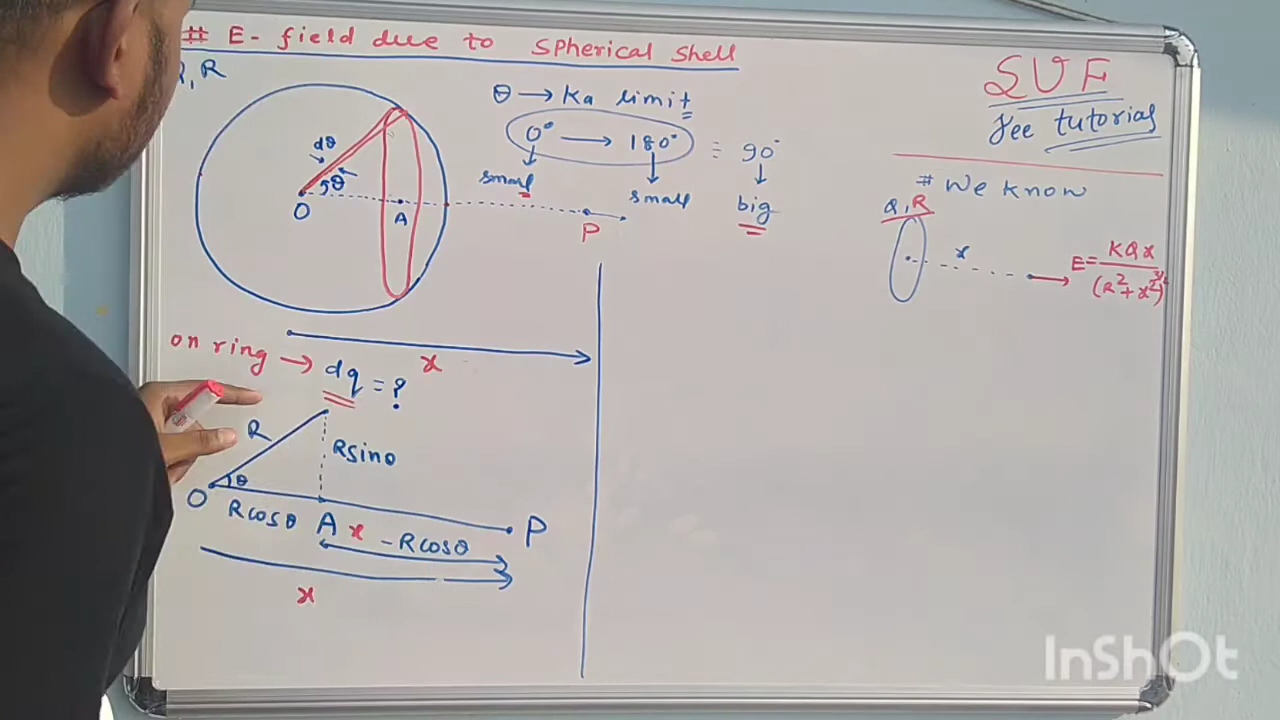 # E-field due to spherical shell
, R
dθ
θ
O
A
P
x
θ → Ka limit
0° → 180° ≡ 90°
small
small
big
SUF
Jee tutorial
# We know
Q, R
x
E = KQx / (R² + x²)^3/2
on ring → dq = ?
R
Rsinθ
θ
O
Rcosθ
A
x - Rcosθ
P
x
InShOt